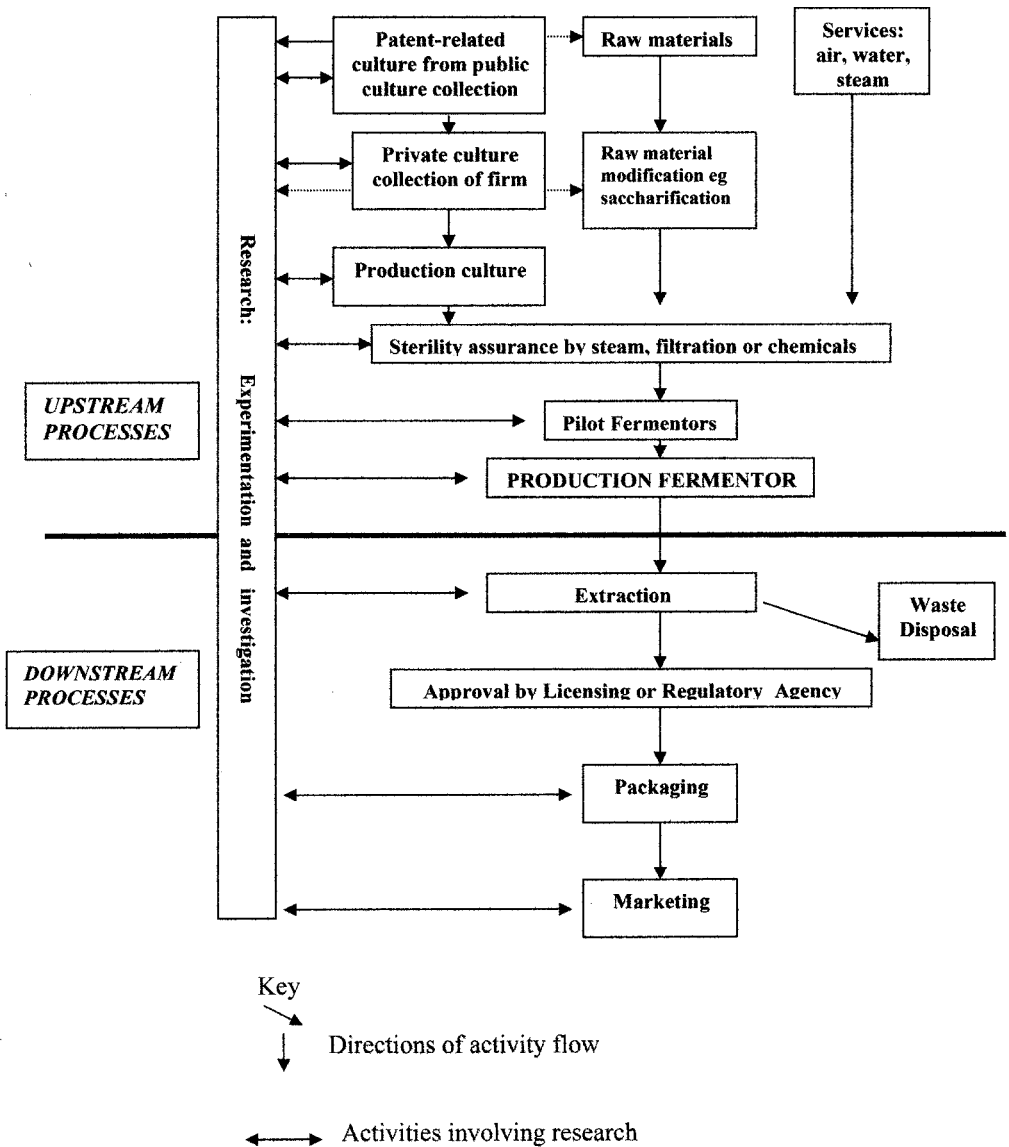 Patent-related
culture from public
culture collection
Raw materials
Services:
air, water,
steam
Private culture
collection of firm
Raw material
modification eg
saccharification
Research: Experimentation and investigation
Production culture
Sterility assurance by steam, filtration or chemicals
UPSTREAM
PROCESSES
Pilot Fermentors
PRODUCTION FERMENTOR
Extraction
Waste
Disposal
DOWNSTREAM
PROCESSES
Approval by Licensing or Regulatory Agency
Packaging
Marketing
Key
Directions of activity flow
Activities involving research